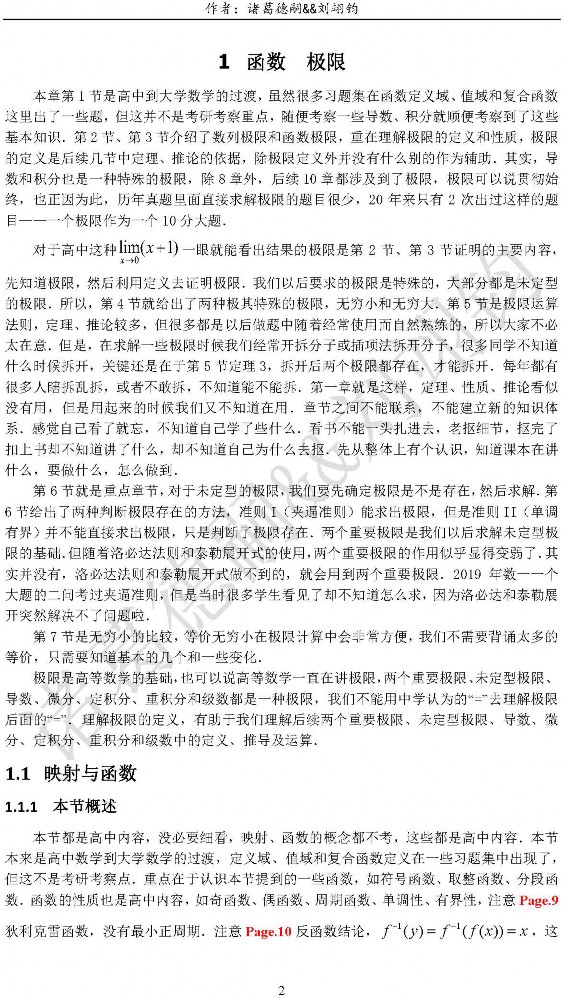 作者：诸葛德嗣&&刘翊钧
1 函数 极限
本章第 1 节是高中到大学数学的过渡，虽然很多习题集在函数定义域、值域和复合函数
这里出了一些题，但这并不是考研考察重点，随便考察一些导数、积分就顺便考到了这些
基本知识．第 2 节、第 3 节介绍了数列极限和函数极限，重在理解极限的定义和性质，极限
的定义是后续几节中定理、推论的依据，除极限定义外并没有什么别的作为辅助．其实，导
数和积分也是一种特殊的极限，除 8 章外，后续 10 章都涉及到了极限，极限可以说贯彻始
终，也正因为此，历年真题里面直接求解极限的题目很少，20 年来只有 2 次出过这样的题
目——一个极限作为一个 10 分大题．
对于高中这种 lim(x+1) 一眼就能看出结果的极限是第 2 节、第 3 节证明的主要内容，
x→0
先知道极限，然后利用定义去证明极限．我们以后要求的极限是特殊的，大部分都是未定型
的极限．所以，第 4 节就给出了两种极其特殊的极限，无穷小和无穷大．第 5 节是极限运算
法则，定理、推论较多，但很多都是以后做题中随着经常使用而自然熟练的，所以大家不必
太在意．但是，在求解一些极限时候我们经常开拆分子或插项法拆开分子，很多同学不知道
什么时候拆开，关键还是在于第 5 节定理 3，拆开后两个极限都存在，才能拆开．每年都有
很多人瞎拆乱拆，或者不敢拆，不知道能不能拆．第一章就是这样，定理、性质、推论看似
没有用，但是用起来的时候我们又不知道在用．章节之间不能联系，不能建立新的知识体
系．感觉自己看了就忘，不知道自己学了些什么．看书不能一头扎进去，老抠细节，抠完了
扣上书却不知道讲了什么，却不知道自己为什么去抠．先从整体上有个认识，知道课本在讲
什么，要做什么，怎么做到．
第 6 节就是重点章节，对于未定型的极限，我们要先确定极限是不是存在，然后求解．第
6 节给出了两种判断极限存在的方法，准则 I（夹逼准则）能求出极限，但是准则 II（单调
有界）并不能直接求出极限，只是判断了极限存在．两个重要极限是我们以后求解未定型极
限的基础．但随着洛必达法则和泰勒展开式的使用，两个重要极限的作用似乎显得变弱了．其
实并没有，洛必达法则和泰勒展开式做不到的，就会用到两个重要极限．2019 年数一一个
大题的二问考过夹逼准则，但是当时很多学生看见了却不知道怎么求，因为洛必达和泰勒展
开突然解决不了问题啦．
第 7 节是无穷小的比较，等价无穷小在极限计算中会非常方便，我们不需要背诵太多的
等价，只需要知道基本的几个和一些变化．
极限是高等数学的基础，也可以说高等数学一直在讲极限，两个重要极限、未定型极限、
导数、微分、定积分、重积分和级数都是一种极限，我们不能用中学认为的“=”去理解极限
后面的“=”．理解极限的定义，有助于我们理解后续两个重要极限、未定型极限、导数、微
分、定积分、重积分和级数中的定义、推导及运算．
1.1 映射与函数
1.1.1 本节概述
本节都是高中内容，没必要细看，映射、函数的概念都不考，这些都是高中内容．本节
本来是高中数学到大学数学的过渡，定义域、值域和复合函数定义在一些习题集中出现了，
但这不是考研考察点．重点在于认识本节提到的一些函数，如符号函数、取整函数、分段函
数．函数的性质也是高中内容，如奇函数、偶函数、周期函数、单调性、有界性，注意 Page.9
狄利克雷函数，没有最小正周期．注意 Page.10 反函数结论，f⁻¹(y) = f⁻¹(f(x)) = x，这
2
诸葛德嗣&&刘翊钧